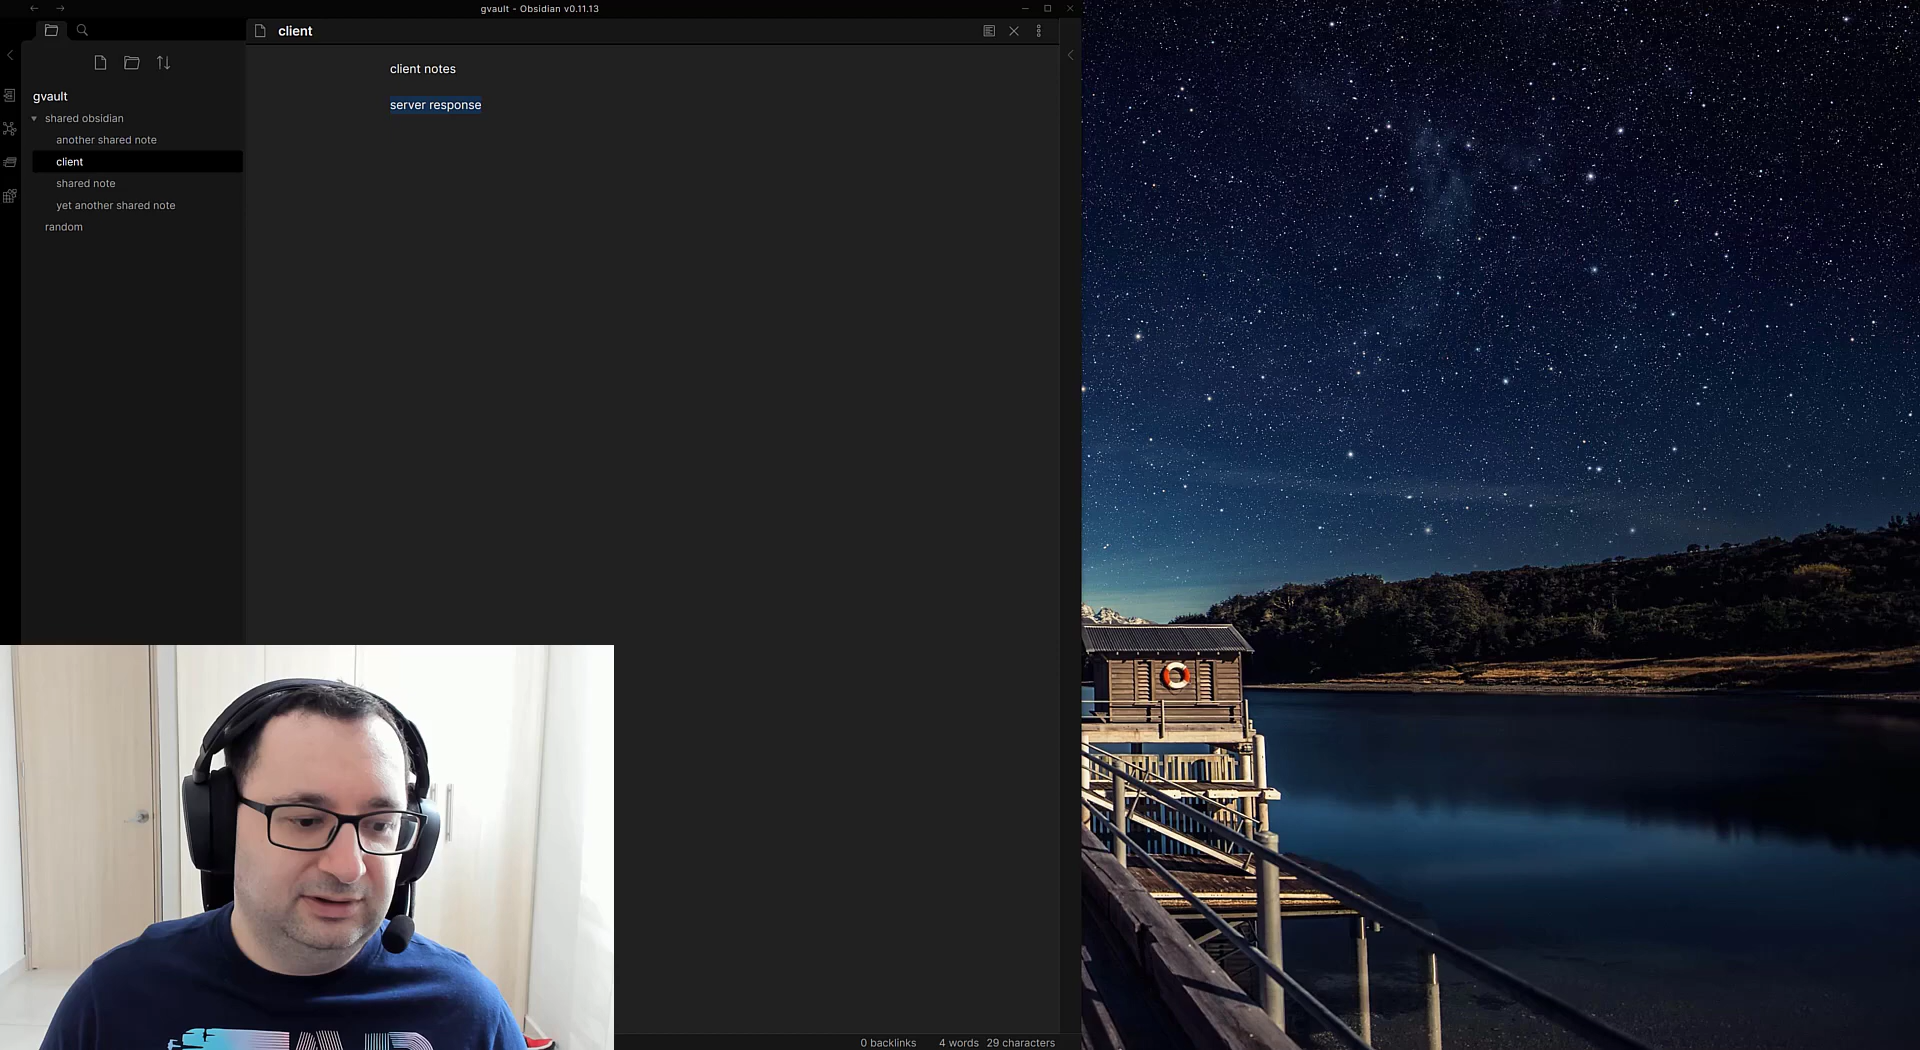 gvault - Obsidian v0.11.13
client
client notes
server response
gvault
shared obsidian
another shared note
client
shared note
yet another shared note
random
0 backlinks 4 words 29 characters